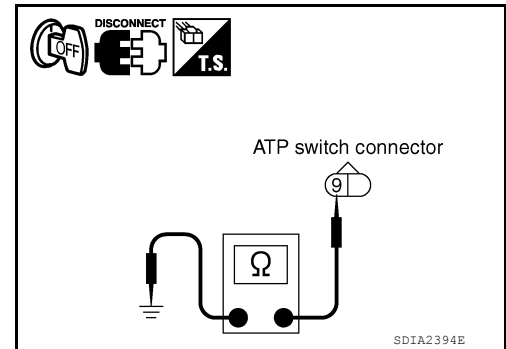 DISCONNECT
OFF
T.S.
ATP switch connector
9
Ω
SDIA2394E